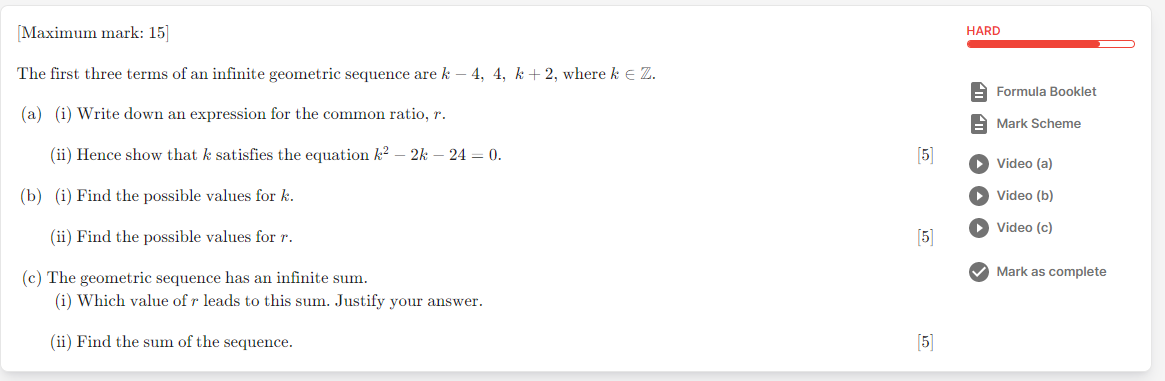 [Maximum mark: 15]
HARD
The first three terms of an infinite geometric sequence are k − 4, 4, k + 2, where k ∈ ℤ.
Formula Booklet
(a) (i) Write down an expression for the common ratio, r.
Mark Scheme
(ii) Hence show that k satisfies the equation k² − 2k − 24 = 0. [5]
Video (a)
(b) (i) Find the possible values for k.
Video (b)
(ii) Find the possible values for r. [5]
Video (c)
(c) The geometric sequence has an infinite sum.
Mark as complete
(i) Which value of r leads to this sum. Justify your answer.
(ii) Find the sum of the sequence. [5]